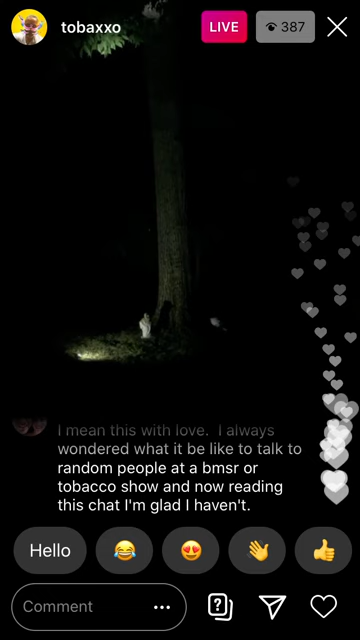 tobaxxo
LIVE
387
I mean this with love. I always
wondered what it be like to talk to
random people at a bmsr or
tobacco show and now reading
this chat I'm glad I haven't.
Hello
Comment